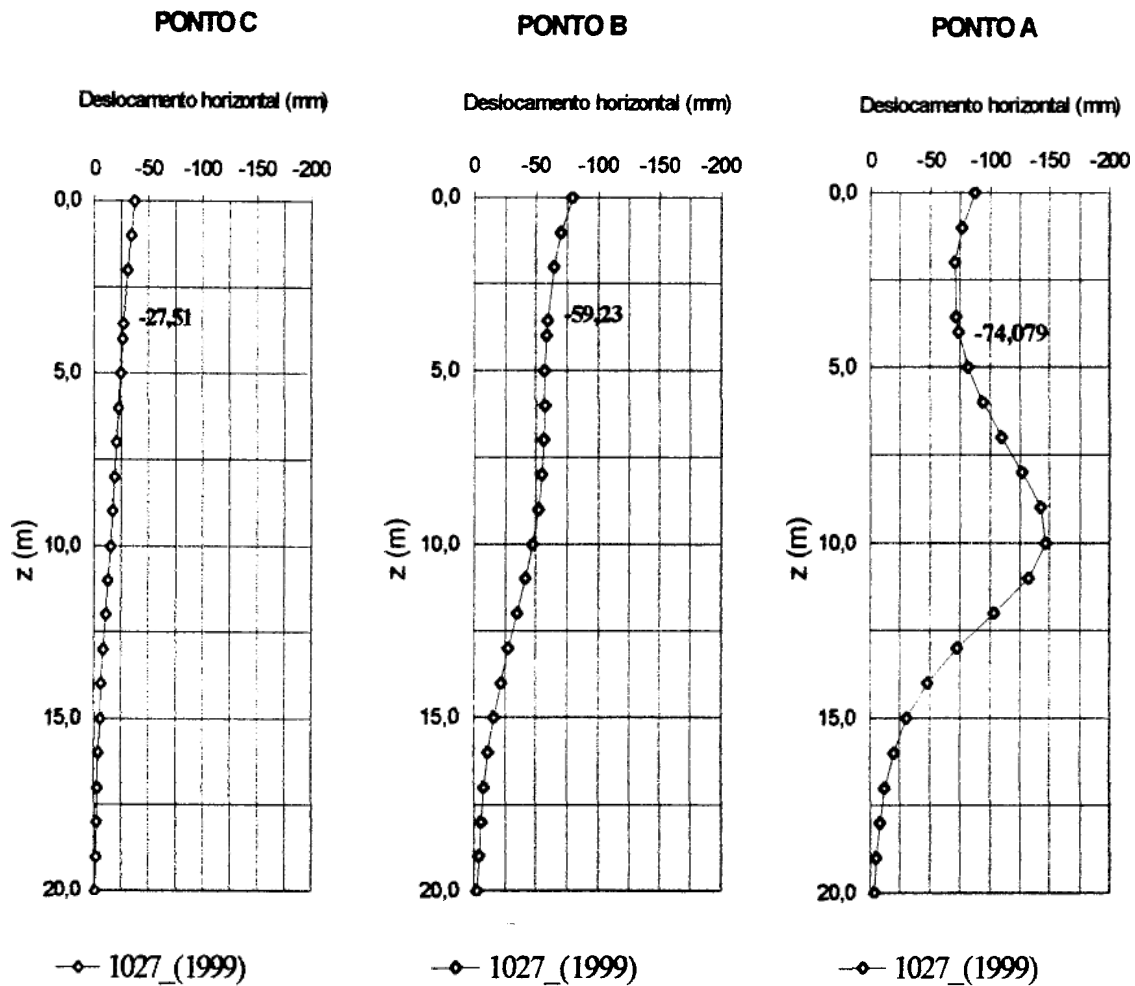 PONTO C
Deslocamento horizontal (mm)
0 -50 -100 -150 -200
0,0
-27,51
5,0
z (m)
10,0
15,0
20,0
1027_(1999)
PONTO B
Deslocamento horizontal (mm)
0 -50 -100 -150 -200
0,0
-59,23
5,0
z (m)
10,0
15,0
20,0
1027_(1999)
PONTO A
Deslocamento horizontal (mm)
0 -50 -100 -150 -200
0,0
-74,079
5,0
z (m)
10,0
15,0
20,0
1027_(1999)